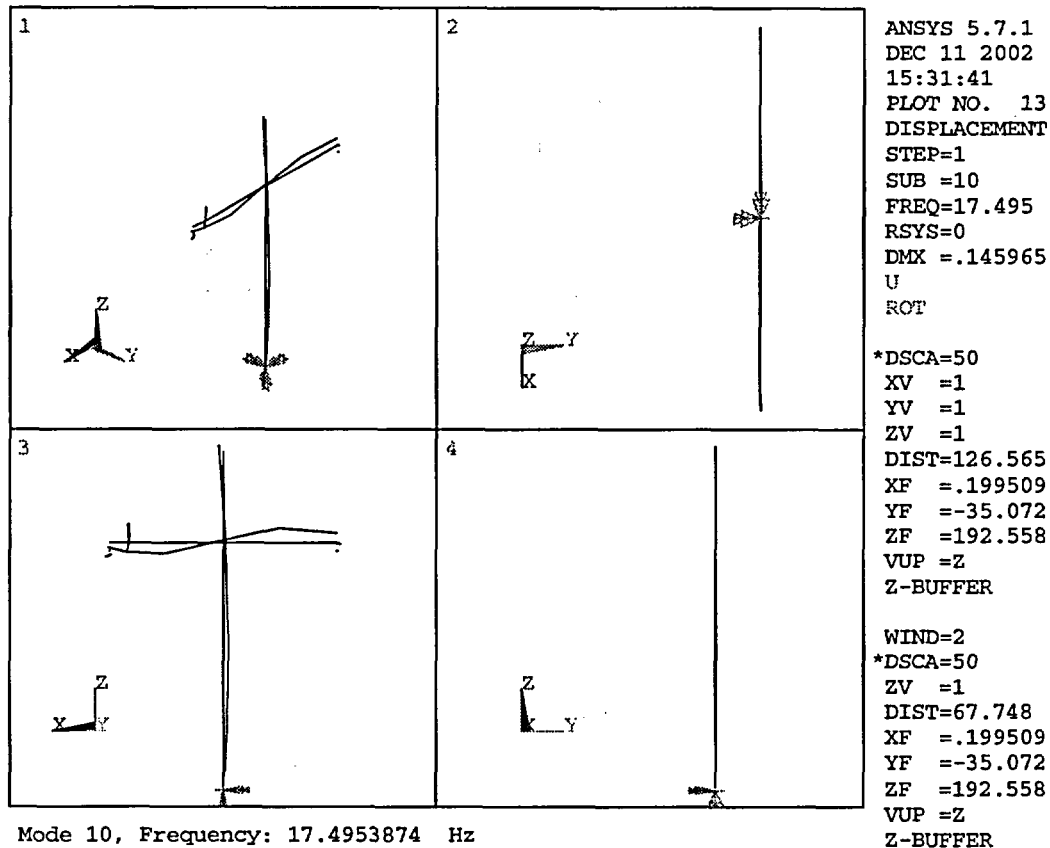 1
Z
X
Y
2
Z
Y
X
3
Z
X
Y
4
Z
X
Y
ANSYS 5.7.1
DEC 11 2002
15:31:41
PLOT NO. 13
DISPLACEMENT
STEP=1
SUB =10
FREQ=17.495
RSYS=0
DMX =.145965
U
ROT
*DSCA=50
XV =1
YV =1
ZV =1
DIST=126.565
XF =.199509
YF =-35.072
ZF =192.558
VUP =Z
Z-BUFFER
WIND=2
*DSCA=50
ZV =1
DIST=67.748
XF =.199509
YF =-35.072
ZF =192.558
VUP =Z
Z-BUFFER
Mode 10, Frequency: 17.4953874 Hz